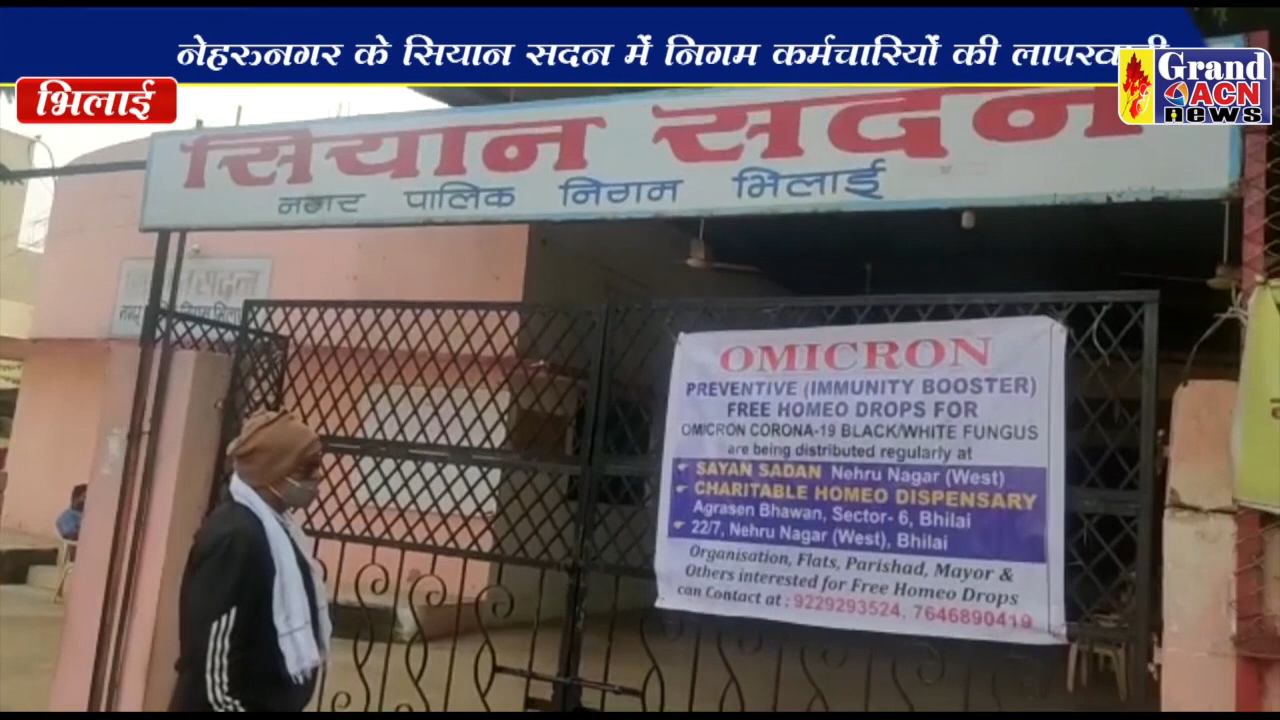 नेहरूनगर के सियान सदन में निगम कर्मचारियों की
भिलाई
Grand
ACN
news
सियान सदन
नगर पालिक निगम भिलाई
सदन
OMICRON
PREVENTIVE (IMMUNITY BOOSTER)
FREE HOMEO DROPS FOR
OMICRON CORONA-19 BLACK/WHITE FUNGUS
are being distributed regularly at
SAYAN SADAN Nehru Nagar (West)
CHARITABLE HOMEO DISPENSARY
Agrasen Bhawan, Sector- 6, Bhilai
22/7, Nehru Nagar (West), Bhilai
Organisation, Flats, Parishad, Mayor &
Others interested for Free Homeo Drops
can Contact at : 9229293524, 7646890419